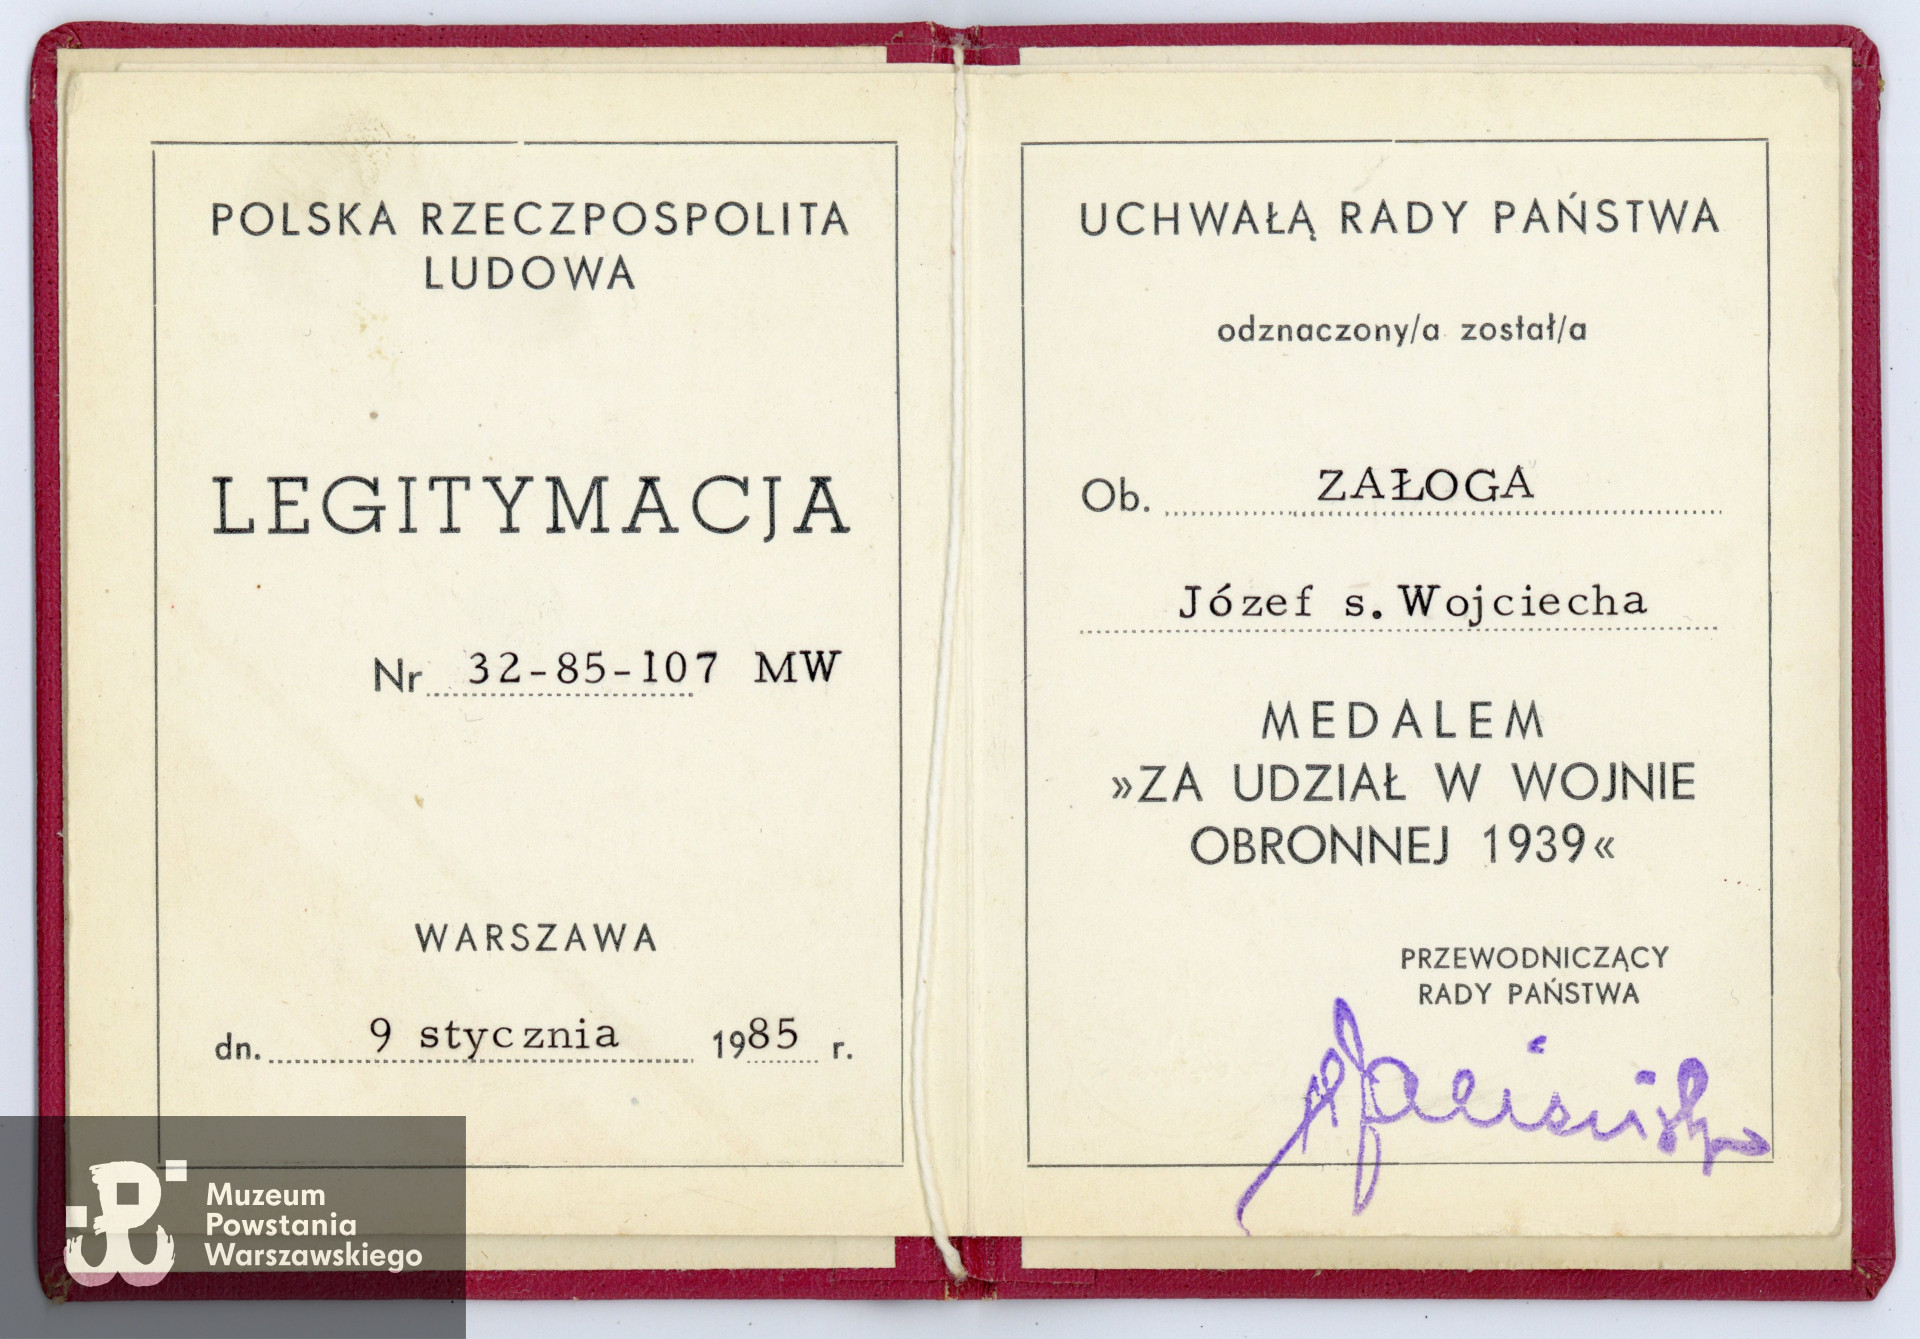 POLSKA RZECZPOSPOLITA
LUDOWA
LEGITYMACJA
Nr 32-85-107 MW
WARSZAWA
dn. 9 stycznia 1985 r.
UCHWAŁĄ RADY PAŃSTWA
odznaczony/a został/a
Ob. ZAŁOGA
Józef s. Wojciecha
MEDALEM
»ZA UDZIAŁ W WOJNIE
OBRONNEJ 1939«
PRZEWODNICZĄCY
RADY PAŃSTWA
Muzeum
Powstania
Warszawskiego